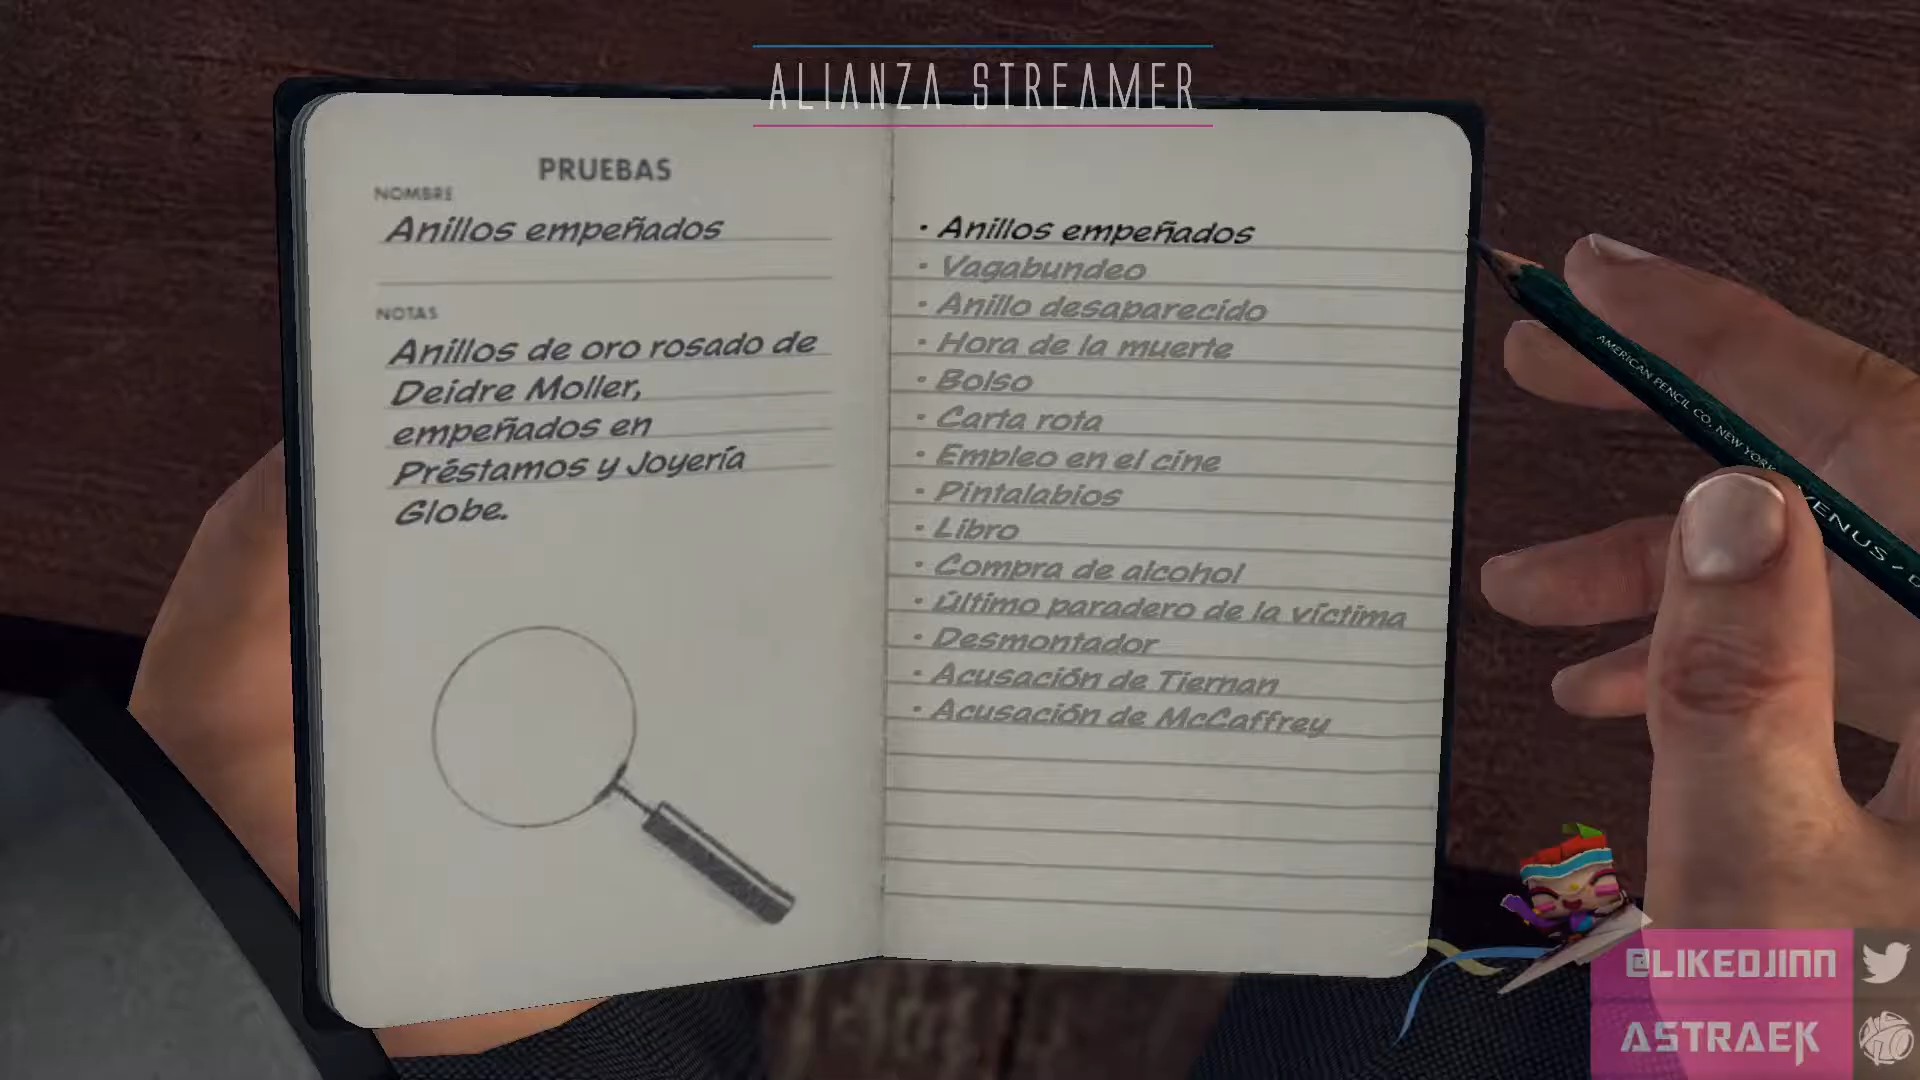 ALIANZA STREAMER
PRUEBAS
NOMBRE
Anillos empeñados
NOTAS
Anillos de oro rosado de
Deidre Moller,
empeñados en
Préstamos y Joyería
Globe.
· Anillos empeñados
· Vagabundeo
· Anillo desaparecido
· Hora de la muerte
· Bolso
· Carta rota
· Empleo en el cine
· Pintalabios
· Libro
· Compra de alcohol
· Último paradero de la víctima
· Desmontador
· Acusación de Tiernan
· Acusación de McCaffrey
AMERICAN PENCIL CO. NEW YORK
VENUS
@LIKEDJINN
ASTRAEK